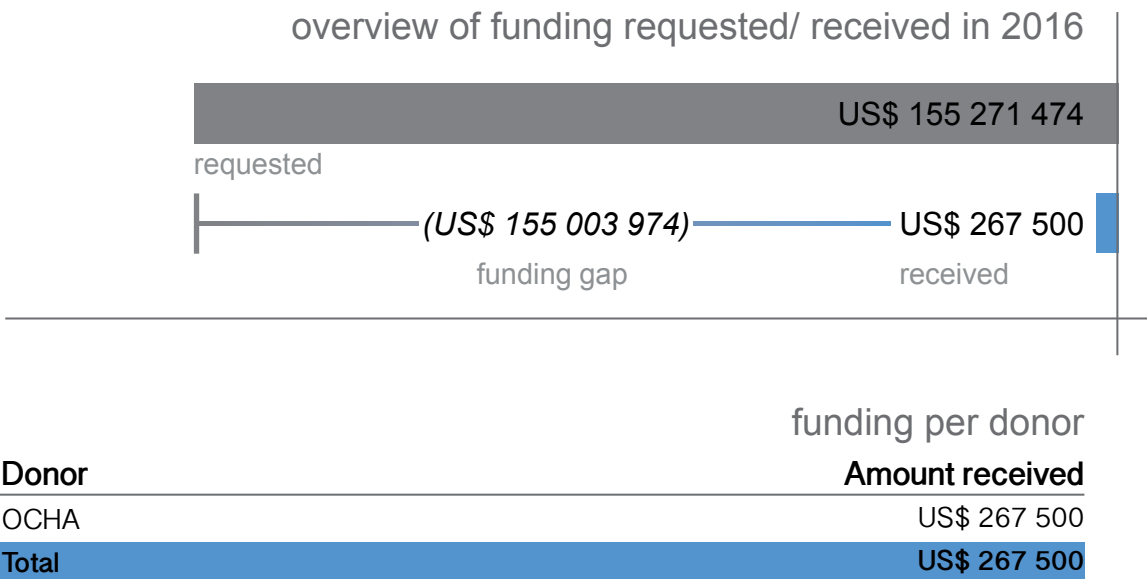 overview of funding requested/ received in 2016
US$ 155 271 474
requested
(US$ 155 003 974) US$ 267 500
funding gap received
funding per donor
Donor Amount received
OCHA US$ 267 500
Total US$ 267 500